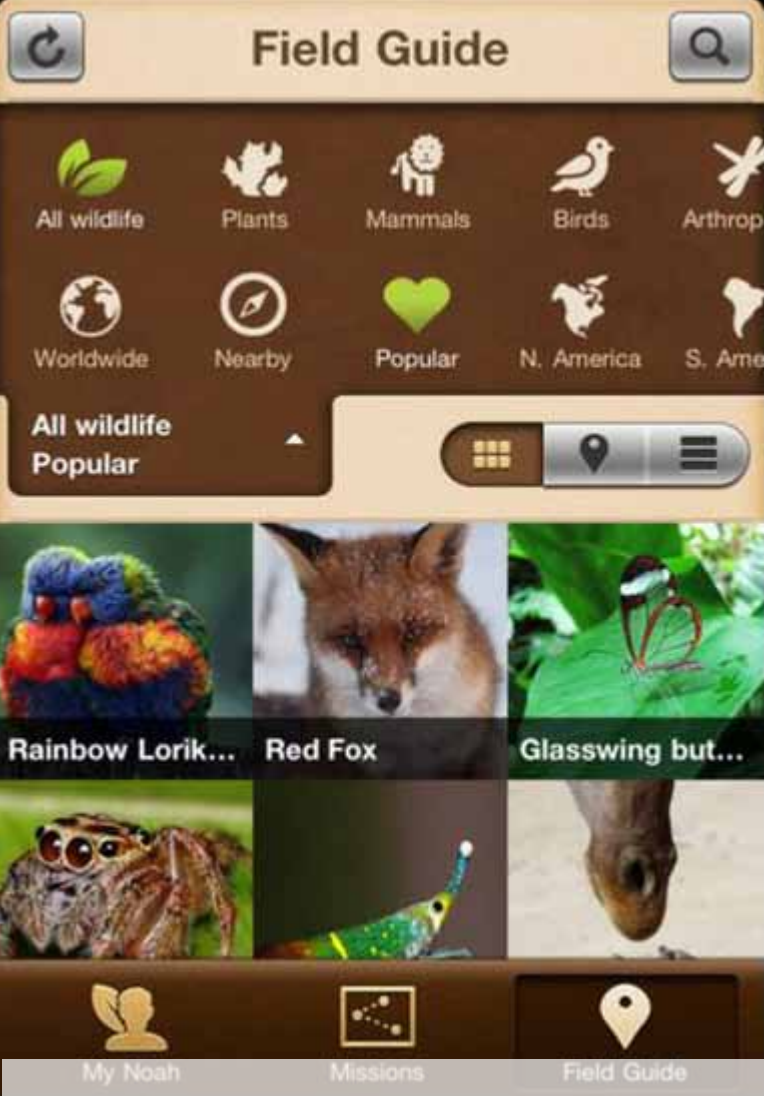 Field Guide
All wildlife
Plants
Mammals
Birds
Arthrop
Worldwide
Nearby
Popular
N. America
S. Ame
All wildlife
Popular
Rainbow Lorik...
Red Fox
Glasswing but...
My Noah
Missions
Field Guide